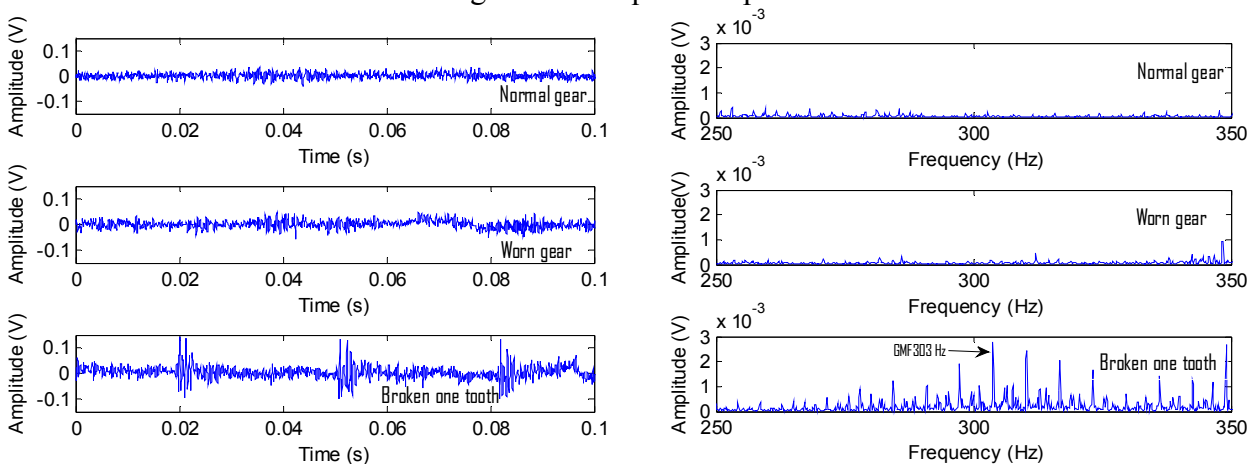 Amplitude (V)
0.1
0
-0.1
Normal gear
0 0.02 0.04 0.06 0.08 0.1
Time (s)
x 10⁻³
Amplitude (V)
3
2
1
0
Normal gear
250 300 350
Frequency (Hz)
Amplitude (V)
0.1
0
-0.1
Worn gear
0 0.02 0.04 0.06 0.08 0.1
Time (s)
x 10⁻³
Amplitude(V)
3
2
1
0
Worn gear
250 300 350
Frequency (Hz)
Amplitude (V)
0.1
0
-0.1
Broken one tooth
0 0.02 0.04 0.06 0.08 0.1
Time (s)
x 10⁻³
Amplitude (V)
3
2
1
0
GMF303 Hz
Broken one tooth
250 300 350
Frequency (Hz)